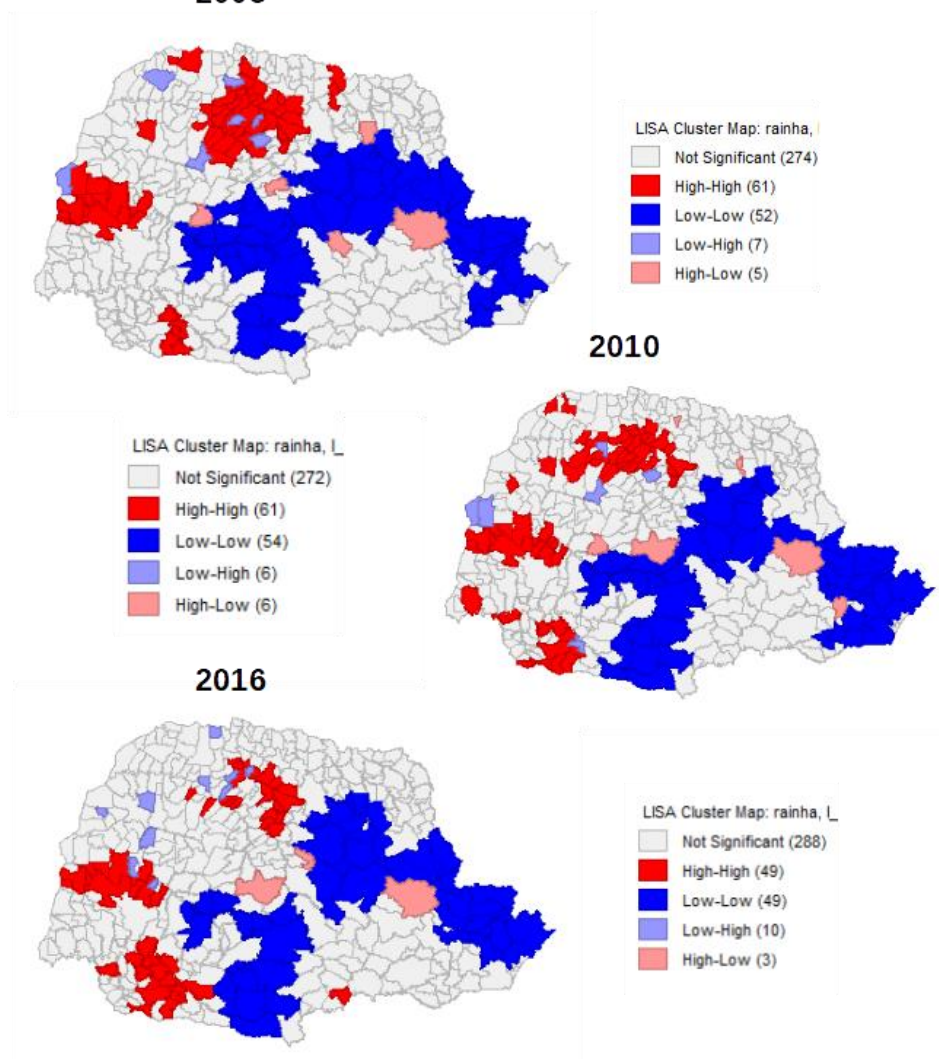 LISA Cluster Map: rainha,
Not Significant (274)
High-High (61)
Low-Low (52)
Low-High (7)
High-Low (5)
2010
LISA Cluster Map: rainha, I_
Not Significant (272)
High-High (61)
Low-Low (54)
Low-High (6)
High-Low (6)
2016
LISA Cluster Map: rainha, I_
Not Significant (288)
High-High (49)
Low-Low (49)
Low-High (10)
High-Low (3)